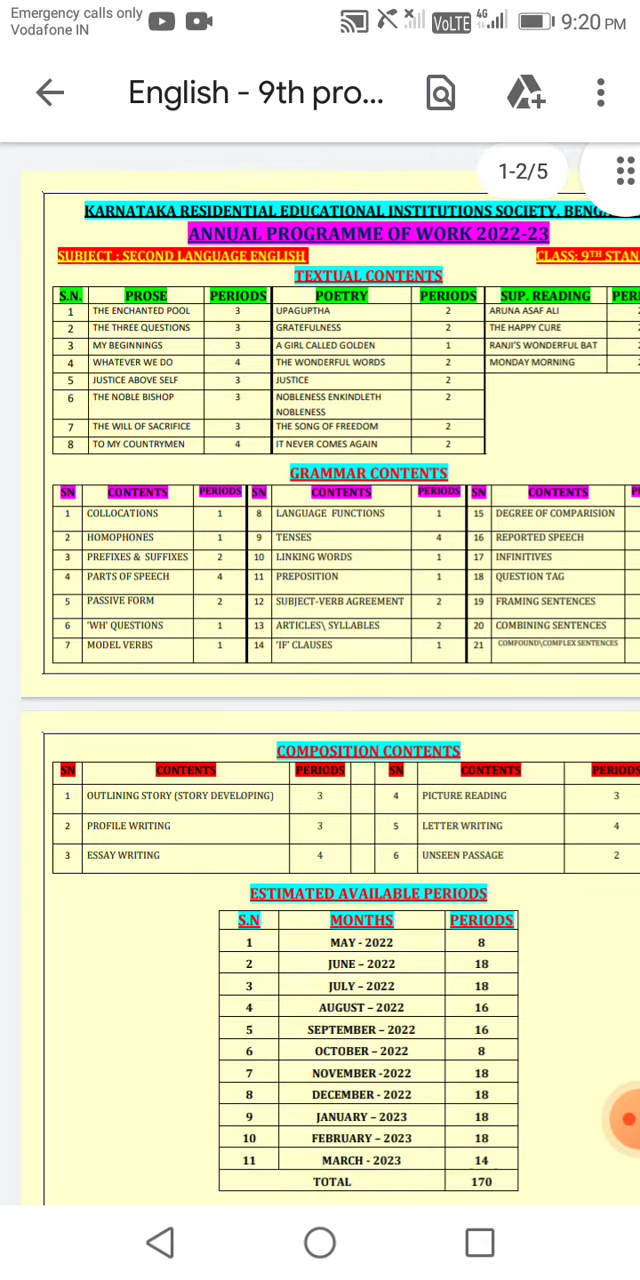 Emergency calls only
Vodafone IN
VoLTE 4G 9:20 PM
English - 9th pro...
1-2/5
KARNATAKA RESIDENTIAL EDUCATIONAL INSTITUTIONS SOCIETY,
ANNUAL PROGRAMME OF WORK 2022-23
SUBJECT : SECOND LANGUAGE ENGLISH CLASS: 9TH STAN
TEXTUAL CONTENTS
S.N. PROSE PERIODS POETRY PERIODS SUP. READING PER
1 THE ENCHANTED POOL 3 UPAGUPTHA 2 ARUNA ASAF ALI
2 THE THREE QUESTIONS 3 GRATEFULNESS 2 THE HAPPY CURE
3 MY BEGINNINGS 3 A GIRL CALLED GOLDEN 1 RANJI'S WONDERFUL BAT
4 WHATEVER WE DO 4 THE WONDERFUL WORDS 2 MONDAY MORNING
5 JUSTICE ABOVE SELF 3 JUSTICE 2
6 THE NOBLE BISHOP 3 NOBLENESS ENKINDLETH 2
NOBLENESS
7 THE WILL OF SACRIFICE 3 THE SONG OF FREEDOM 2
8 TO MY COUNTRYMEN 4 IT NEVER COMES AGAIN 2
GRAMMAR CONTENTS
SN CONTENTS PERIODS SN CONTENTS PERIODS SN CONTENTS
1 COLLOCATIONS 1 8 LANGUAGE FUNCTIONS 1 15 DEGREE OF COMPARISION
2 HOMOPHONES 1 9 TENSES 4 16 REPORTED SPEECH
3 PREFIXES & SUFFIXES 2 10 LINKING WORDS 1 17 INFINITIVES
4 PARTS OF SPEECH 4 11 PREPOSITION 1 18 QUESTION TAG
5 PASSIVE FORM 2 12 SUBJECT-VERB AGREEMENT 2 19 FRAMING SENTENCES
6 'WH' QUESTIONS 1 13 ARTICLES\ SYLLABLES 2 20 COMBINING SENTENCES
7 MODEL VERBS 1 14 'IF' CLAUSES 1 21 COMPOUND\COMPLEX SENTENCES
COMPOSITION CONTENTS
SN CONTENTS PERIODS SN CONTENTS PERIODS
1 OUTLINING STORY (STORY DEVELOPING) 3 4 PICTURE READING 3
2 PROFILE WRITING 3 5 LETTER WRITING 4
3 ESSAY WRITING 4 6 UNSEEN PASSAGE 2
ESTIMATED AVAILABLE PERIODS
S.N MONTHS PERIODS
1 MAY - 2022 8
2 JUNE – 2022 18
3 JULY – 2022 18
4 AUGUST – 2022 16
5 SEPTEMBER – 2022 16
6 OCTOBER – 2022 8
7 NOVEMBER -2022 18
8 DECEMBER - 2022 18
9 JANUARY – 2023 18
10 FEBRUARY – 2023 18
11 MARCH - 2023 14
TOTAL 170